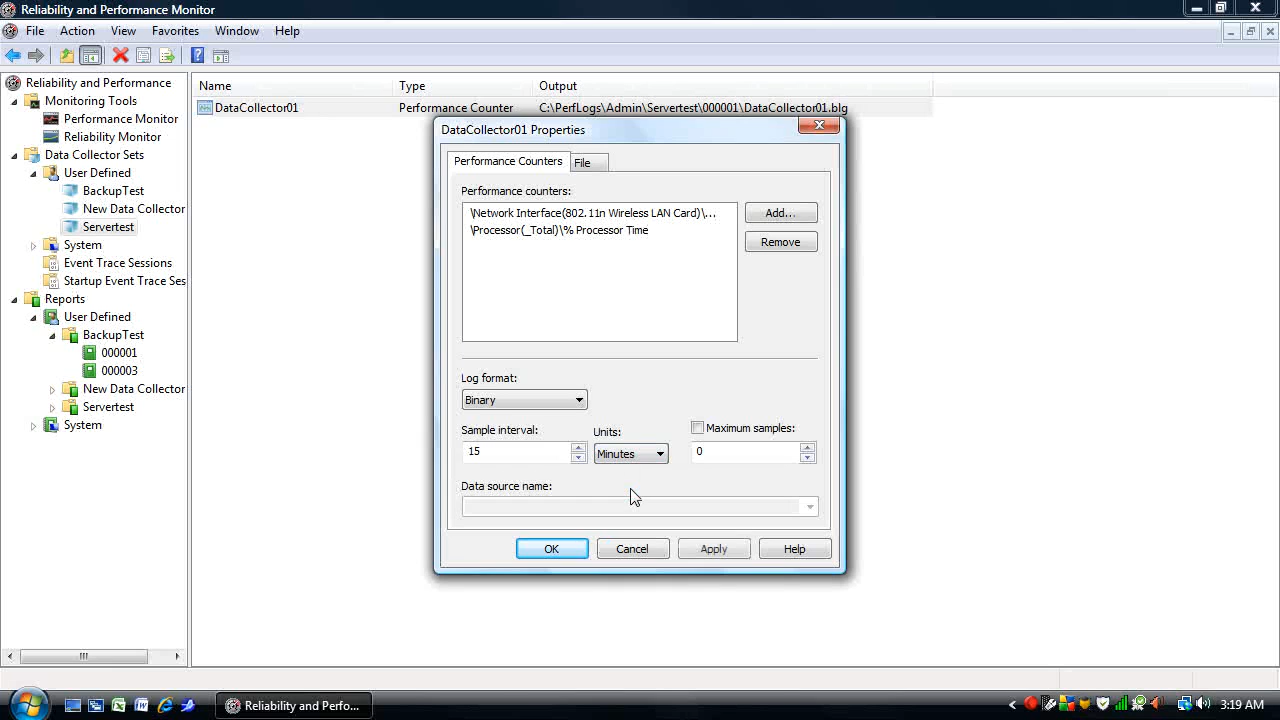 Reliability and Performance Monitor
File Action View Favorites Window Help
Reliability and Performance
Monitoring Tools
Performance Monitor
Reliability Monitor
Data Collector Sets
User Defined
BackupTest
New Data Collector
Servertest
System
Event Trace Sessions
Startup Event Trace Ses
Reports
User Defined
BackupTest
000001
000003
New Data Collector
Servertest
System
Name Type Output
DataCollector01 Performance Counter C:\PerfLogs\Admin\Servertest\000001\DataCollector01.blg
DataCollector01 Properties
Performance Counters File
Performance counters:
\Network Interface(802.11n Wireless LAN Card)\...
\Processor(_Total)\% Processor Time
Add...
Remove
Log format:
Binary
Sample interval: Units: Maximum samples:
15 Minutes 0
Data source name:
OK Cancel Apply Help
Reliability and Perfo... 3:19 AM